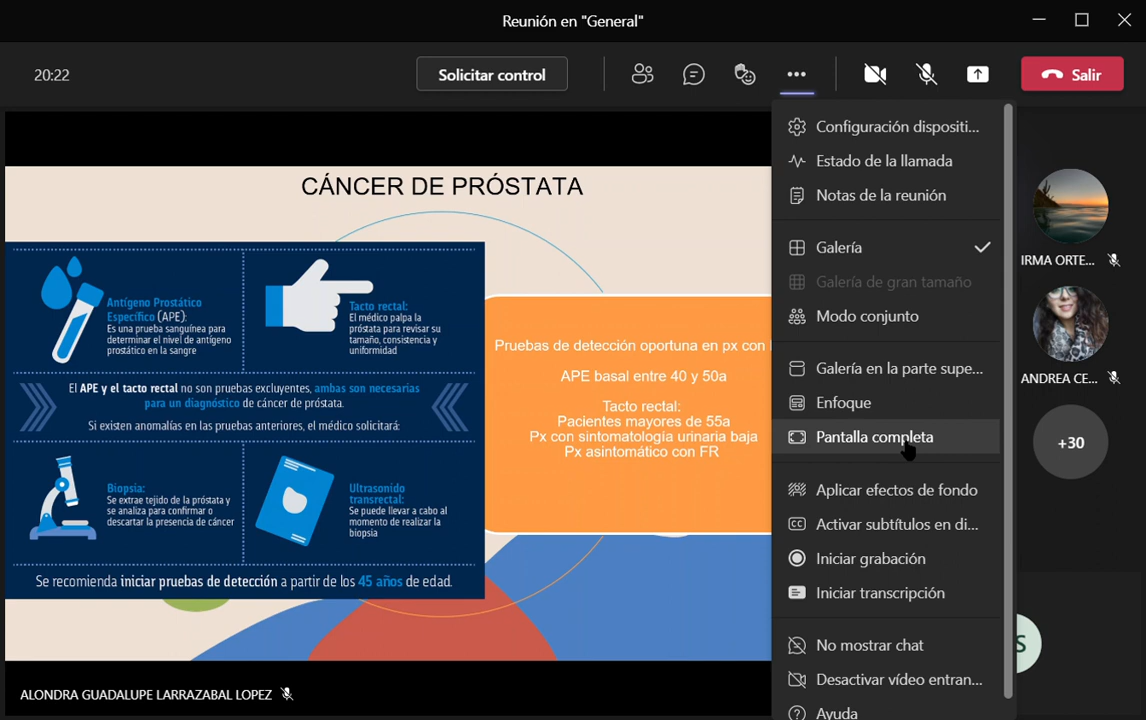 Reunión en "General"
20:22
Solicitar control
Salir
CÁNCER DE PRÓSTATA
Antígeno Prostático
Específico (APE):
Es una prueba sanguínea para
determinar el nivel de antígeno
prostático en la sangre
Tacto rectal:
El médico palpa la
próstata para revisar su
tamaño, consistencia y
uniformidad
El APE y el tacto rectal no son pruebas excluyentes, ambas son necesarias
para un diagnóstico de cáncer de próstata.
Si existen anomalías en las pruebas anteriores, el médico solicitará:
Biopsia:
Se extrae tejido de la próstata y
se analiza para confirmar o
descartar la presencia de cáncer
Ultrasonido
transrectal:
Se puede llevar a cabo al
momento de realizar la
biopsia
Se recomienda iniciar pruebas de detección a partir de los 45 años de edad.
Pruebas de detección oportuna en px con
APE basal entre 40 y 50a
Tacto rectal:
Pacientes mayores de 55a
Px con sintomatología urinaria baja
Px asintomático con FR
ALONDRA GUADALUPE LARRAZABAL LOPEZ
Configuración dispositi...
Estado de la llamada
Notas de la reunión
Galería
Galería de gran tamaño
Modo conjunto
Galería en la parte supe...
Enfoque
Pantalla completa
Aplicar efectos de fondo
CC Activar subtítulos en di...
Iniciar grabación
Iniciar transcripción
No mostrar chat
Desactivar vídeo entran...
Ayuda
IRMA ORTE...
ANDREA CE...
+30
S